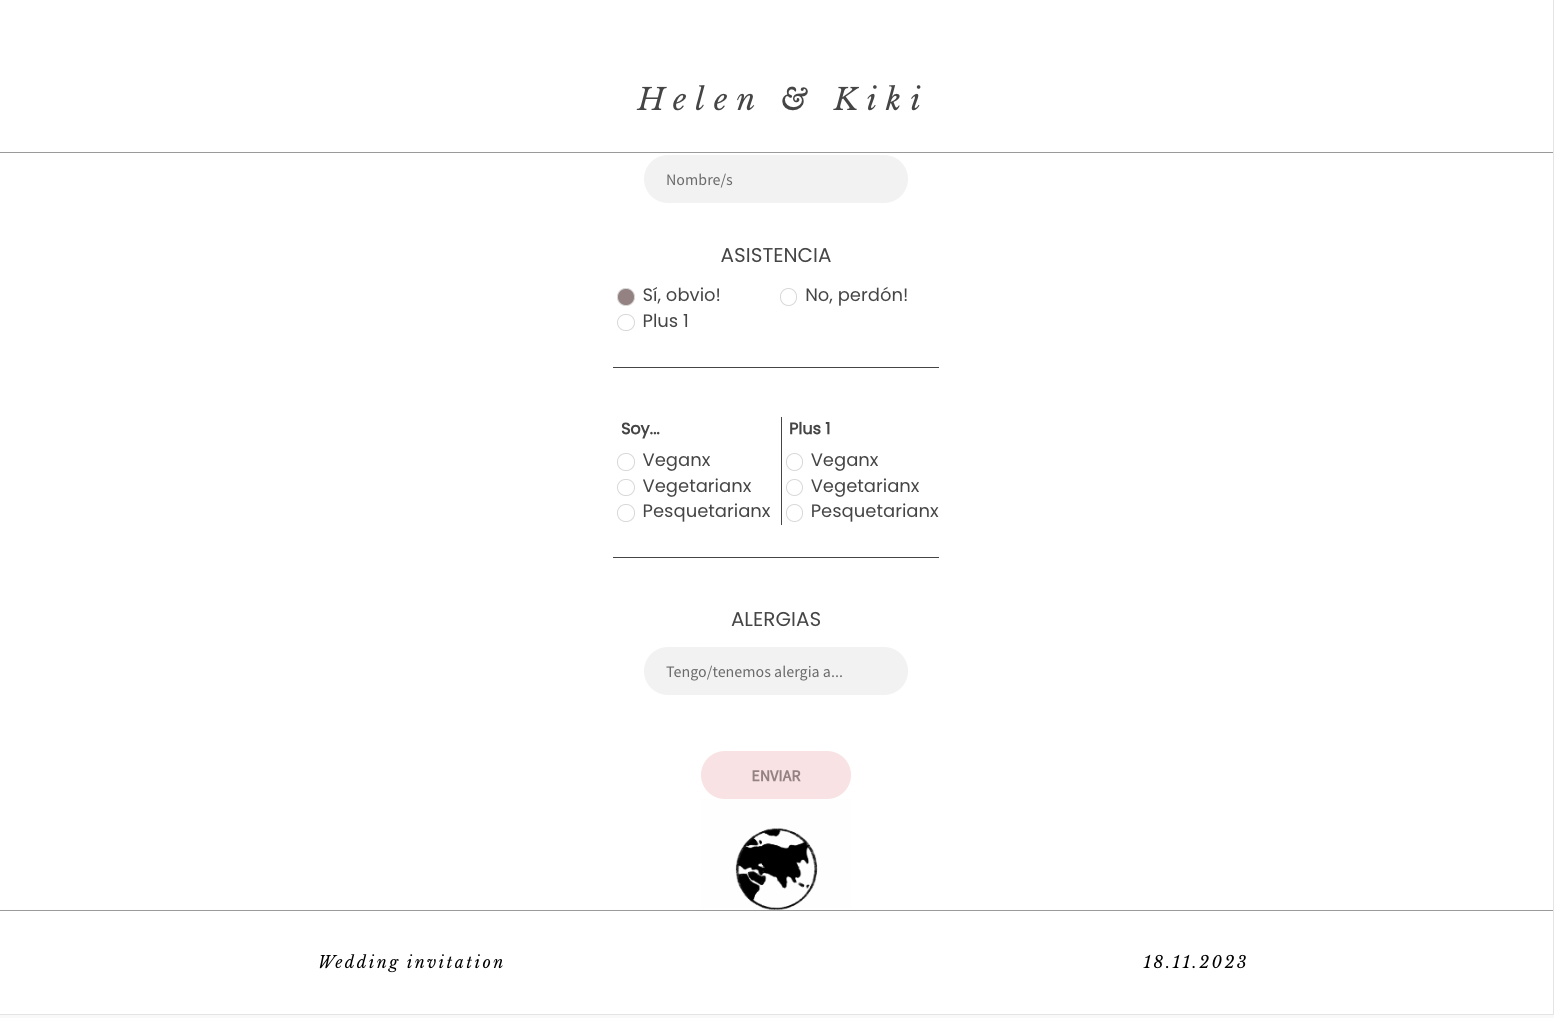 Helen & Kiki
Nombre/s
ASISTENCIA
Sí, obvio! No, perdón!
Plus 1
Soy... Plus 1
Veganx Veganx
Vegetarianx Vegetarianx
Pesquetarianx Pesquetarianx
ALERGIAS
Tengo/tenemos alergia a...
ENVIAR
Wedding invitation 18.11.2023